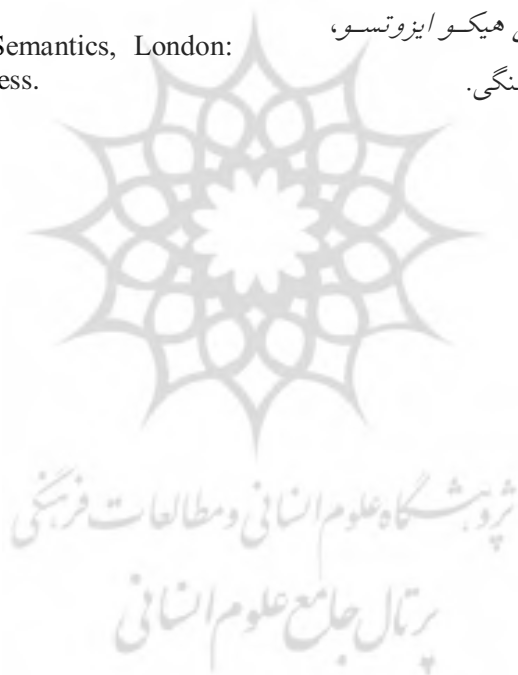 Semantics, London:
ess.
هیکو ایزوتسو،
نگی.
پژوهشگاه علوم انسانی و مطالعات فرهنگی
پرتال جامع علوم انسانی